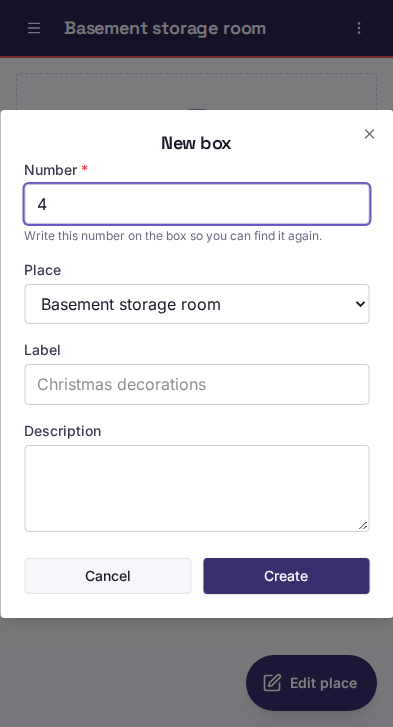 Basement storage room
New box
Number *
4
Write this number on the box so you can find it again.
Place
Basement storage room
Label
Christmas decorations
Description
Cancel
Create
Edit place